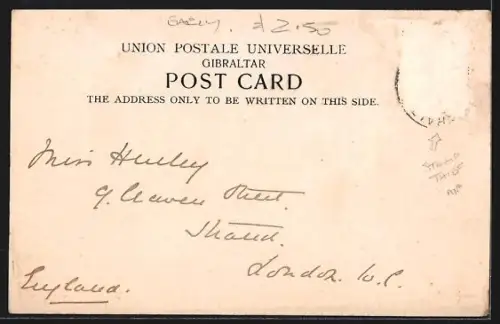 EARLY. £2.50
UNION POSTALE UNIVERSELLE
GIBRALTAR
POST CARD
THE ADDRESS ONLY TO BE WRITTEN ON THIS SIDE.
STAMP
Miss Hurley
9. Craven Street.
Strand.
London. W.C.
England.